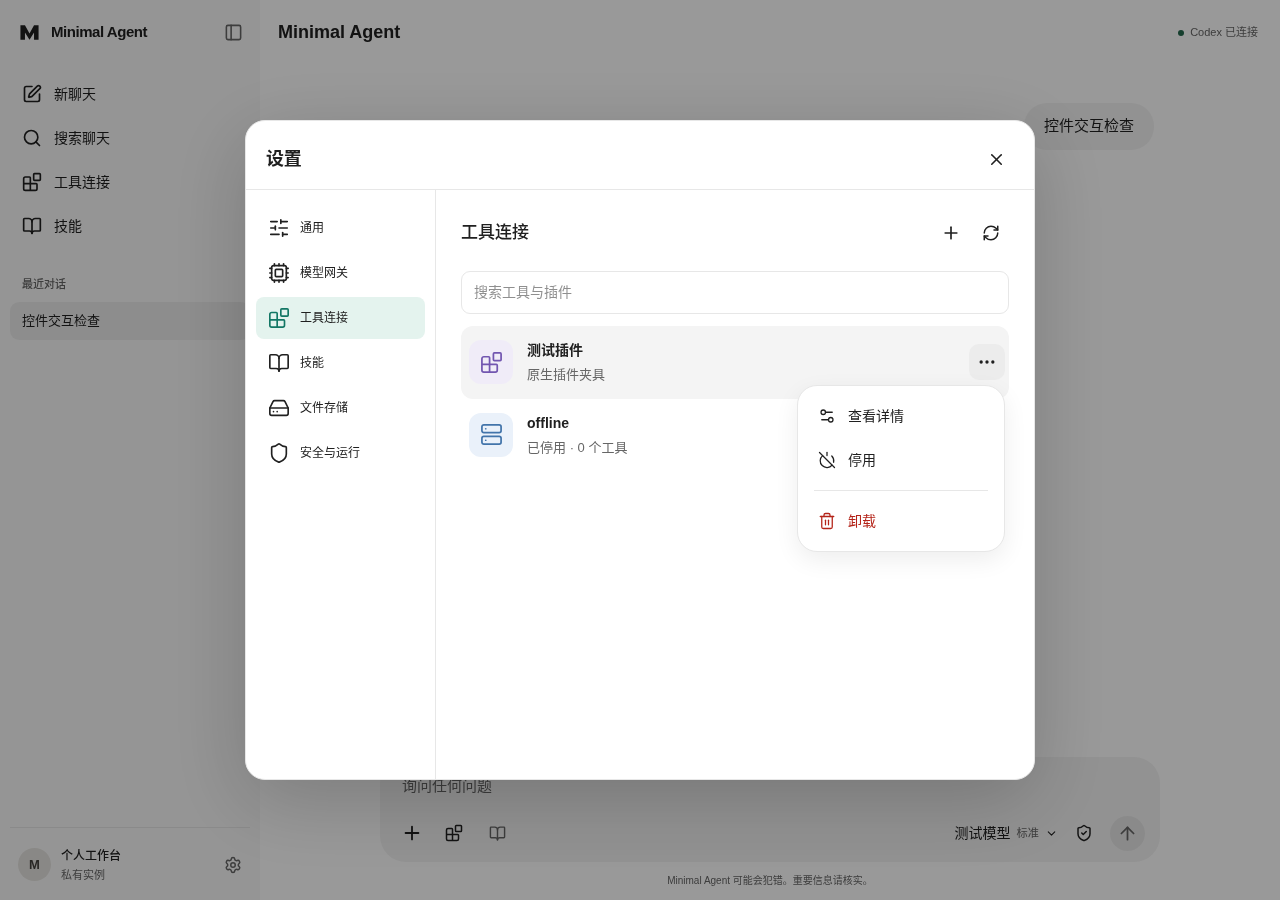 Minimal Agent
新聊天
搜索聊天
工具连接
技能
最近对话
控件交互检查
M
个人工作台
私有实例
Minimal Agent
Codex 已连接
控件交互检查
设置
通用
模型网关
工具连接
技能
文件存储
安全与运行
工具连接
搜索工具与插件
测试插件
原生插件夹具
offline
已停用 · 0 个工具
查看详情
停用
卸载
询问任何问题
测试模型 标准
Minimal Agent 可能会犯错。重要信息请核实。